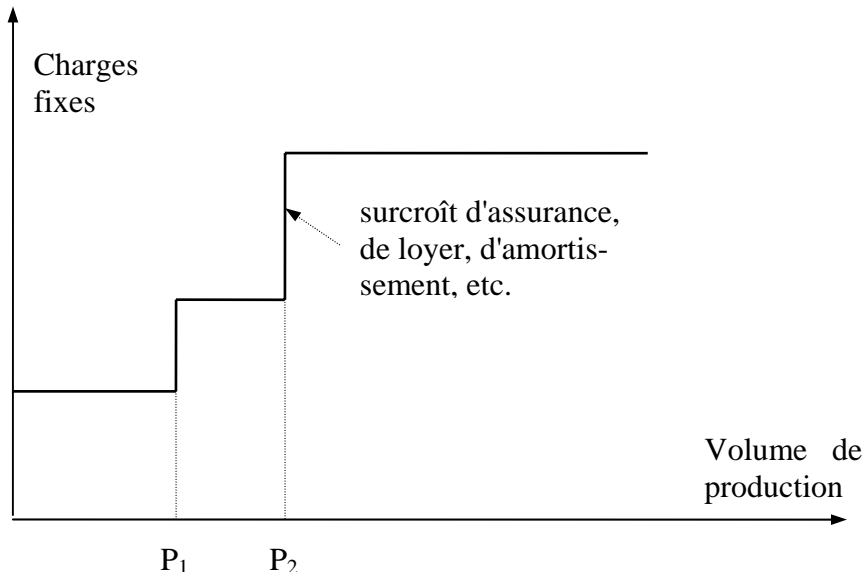 Charges
fixes
surcroît d'assurance,
de loyer, d'amortis-
sement, etc.
Volume de
production
P₁ P₂